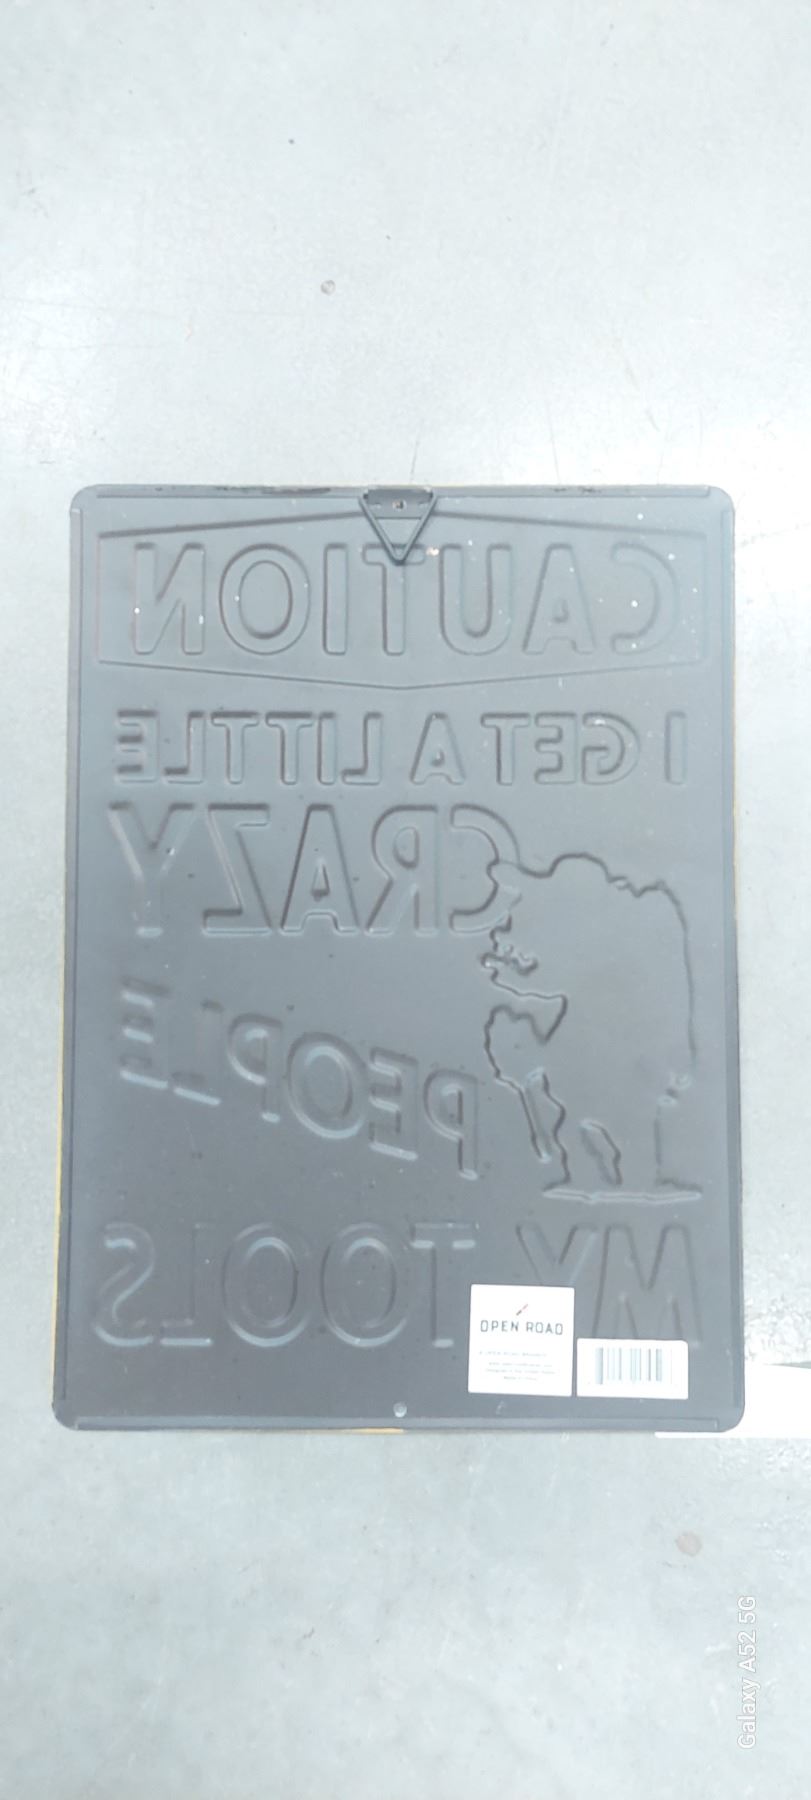 CAUTION
I GET A LITTLE
CRAZY
PEOPLE
MY TOOLS
OPEN ROAD
Galaxy A52 5G